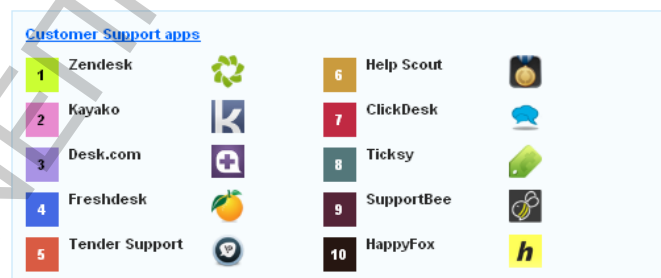 Customer Support apps
1 Zendesk
2 Kayako
3 Desk.com
4 Freshdesk
5 Tender Support
6 Help Scout
7 ClickDesk
8 Ticksy
9 SupportBee
10 HappyFox
h